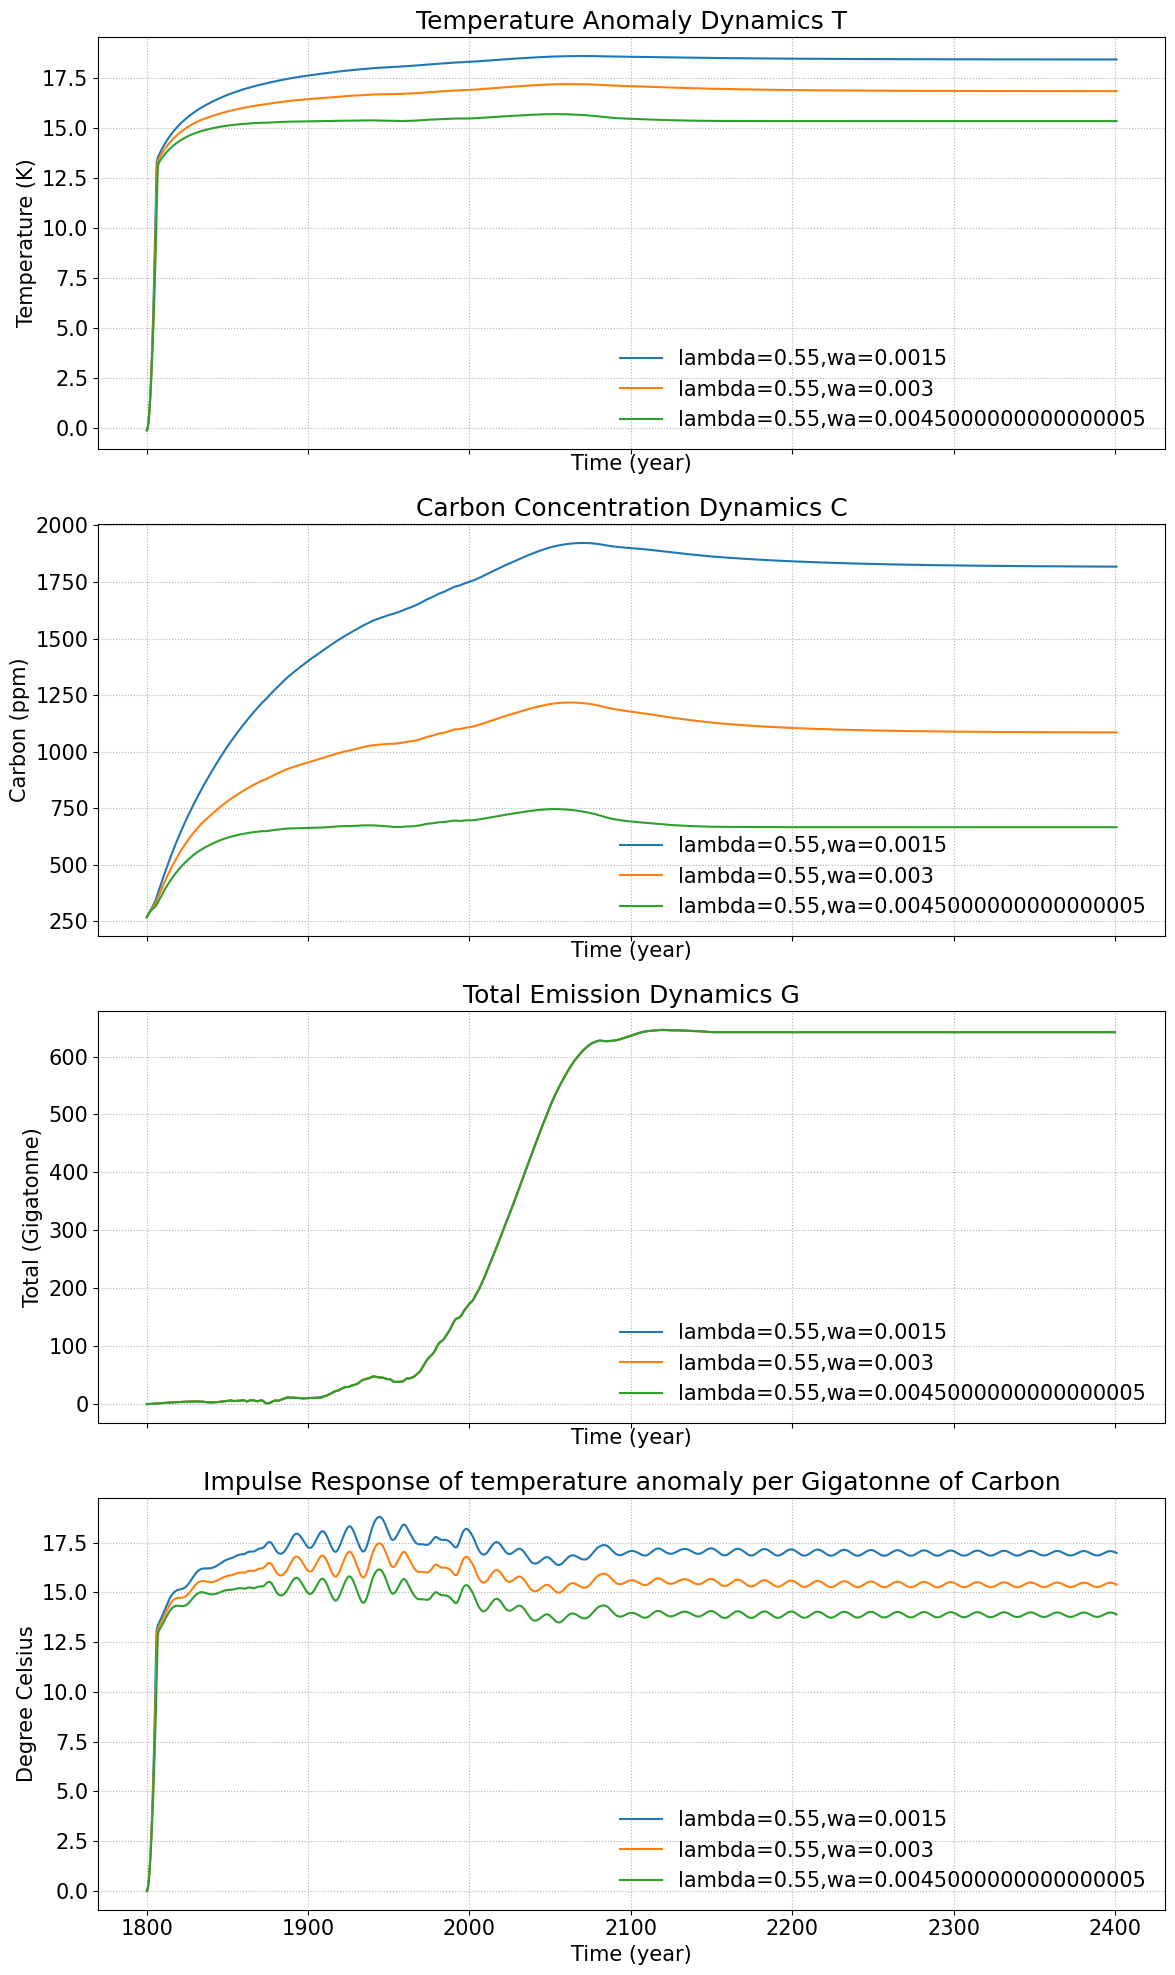 Temperature Anomaly Dynamics T
Temperature (K)
17.5
15.0
12.5
10.0
7.5
5.0
2.5
0.0
lambda=0.55,wa=0.0015
lambda=0.55,wa=0.003
lambda=0.55,wa=0.0045000000000000005
Time (year)
Carbon Concentration Dynamics C
Carbon (ppm)
2000
1750
1500
1250
1000
750
500
250
lambda=0.55,wa=0.0015
lambda=0.55,wa=0.003
lambda=0.55,wa=0.0045000000000000005
Time (year)
Total Emission Dynamics G
Total (Gigatonne)
600
500
400
300
200
100
0
lambda=0.55,wa=0.0015
lambda=0.55,wa=0.003
lambda=0.55,wa=0.0045000000000000005
Time (year)
Impulse Response of temperature anomaly per Gigatonne of Carbon
Degree Celsius
17.5
15.0
12.5
10.0
7.5
5.0
2.5
0.0
lambda=0.55,wa=0.0015
lambda=0.55,wa=0.003
lambda=0.55,wa=0.0045000000000000005
1800 1900 2000 2100 2200 2300 2400
Time (year)